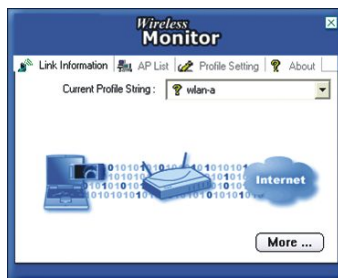 Wireless
Monitor
Link Information AP List Profile Setting About
Current Profile String : wlan-a
Internet
More ...